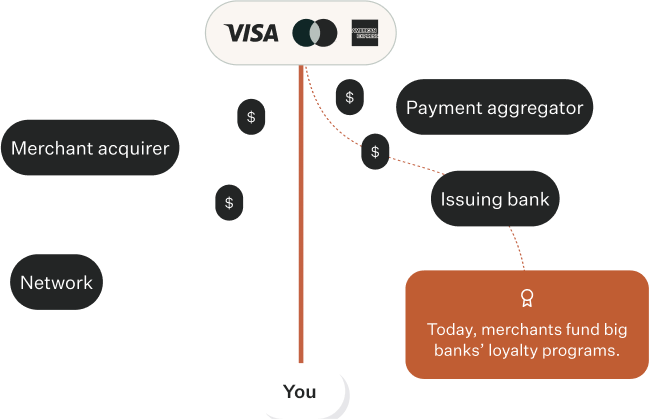 VISA
AMERICAN EXPRESS
$
Payment aggregator
$
Merchant acquirer
$
Issuing bank
$
Network
Today, merchants fund big
banks’ loyalty programs.
You